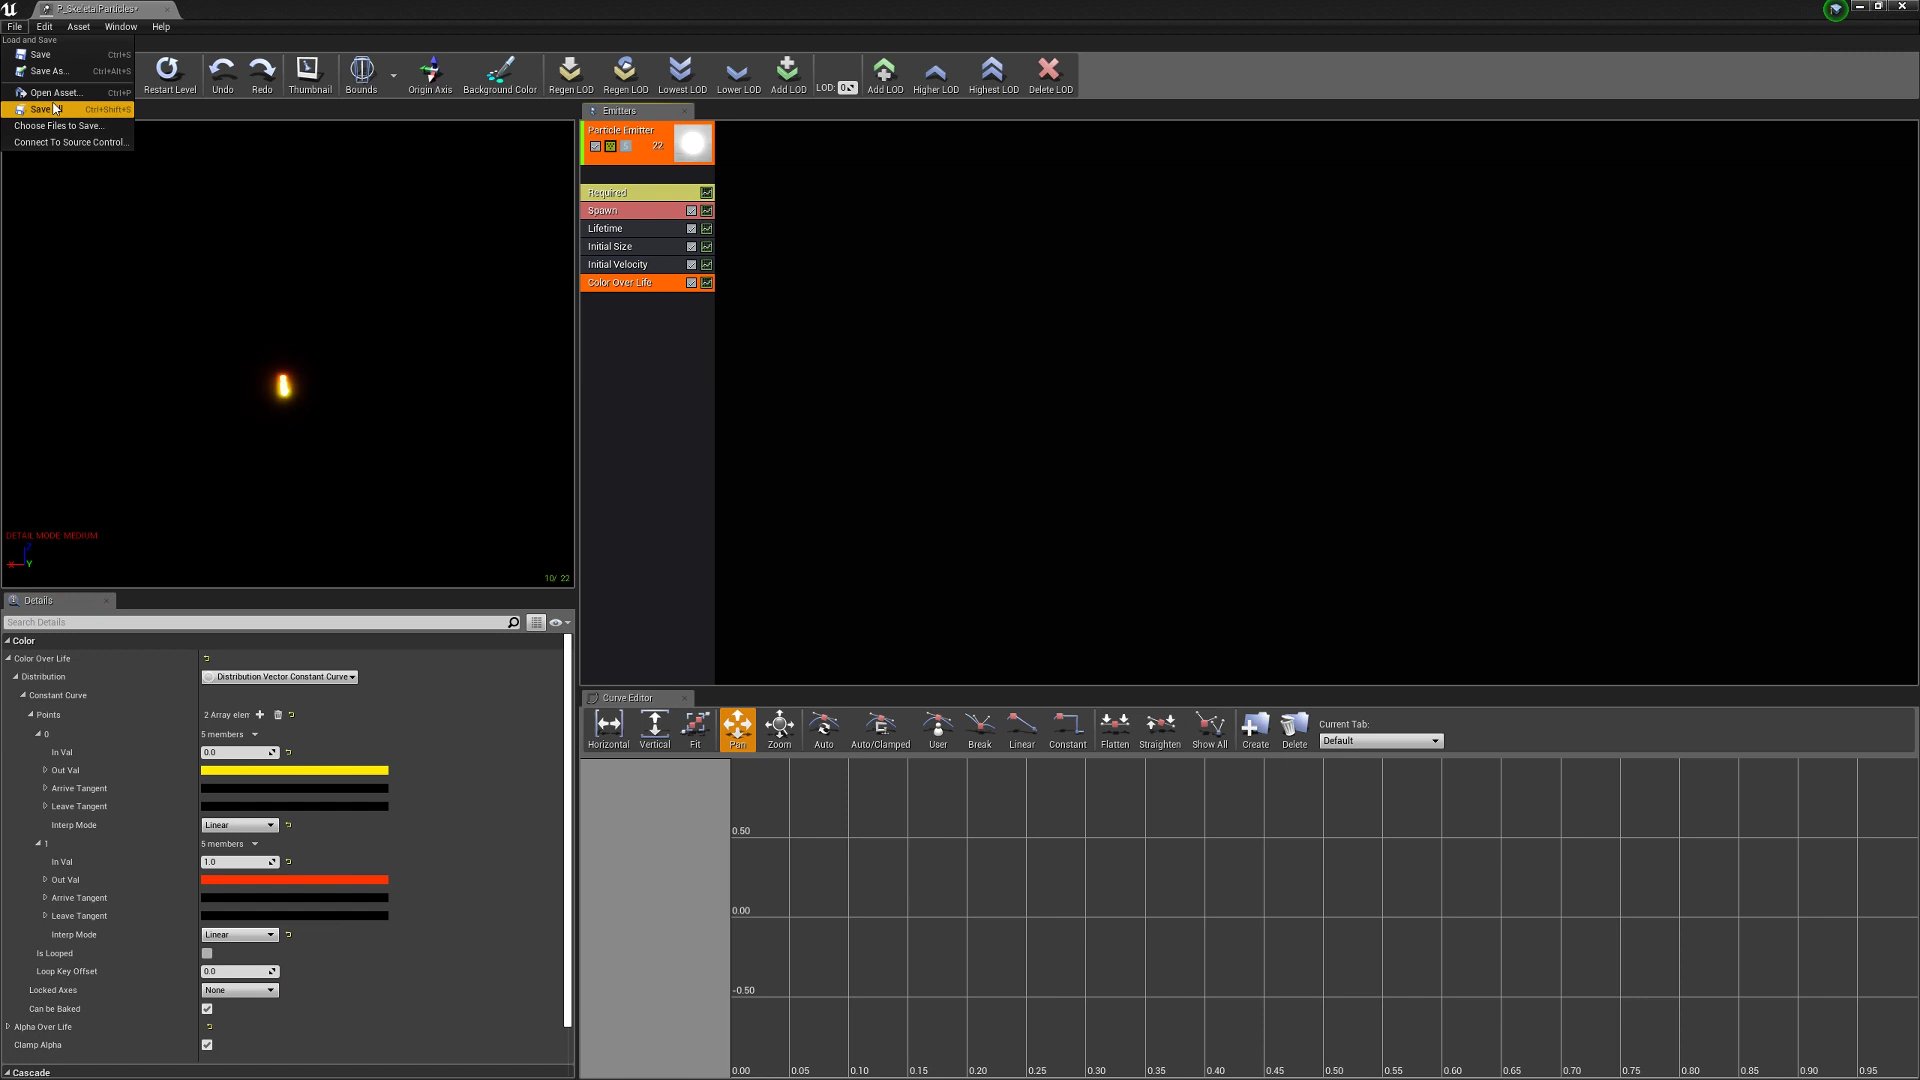 P_SkeletalParticles*
File Edit Asset Window Help
Load and Save
Save Ctrl+S
Save As... Ctrl+Alt+S
Open Asset... Ctrl+P
Save Ctrl+Shift+S
Choose Files to Save...
Connect To Source Control...
Restart Level Undo Redo Thumbnail Bounds Origin Axis Background Color Regen LOD Regen LOD Lowest LOD Lower LOD Add LOD LOD: 0 Add LOD Higher LOD Highest LOD Delete LOD
Emitters
Particle Emitter
22
Required
Spawn
Lifetime
Initial Size
Initial Velocity
Color Over Life
DETAIL MODE: MEDIUM
Z
X Y
10/ 22
Details
Search Details
Color
Color Over Life
Distribution Distribution Vector Constant Curve
Constant Curve
Points 2 Array elem
0 5 members
In Val 0.0
Out Val
Arrive Tangent
Leave Tangent
Interp Mode Linear
1 5 members
In Val 1.0
Out Val
Arrive Tangent
Leave Tangent
Interp Mode Linear
Is Looped
Loop Key Offset 0.0
Locked Axes None
Can be Baked
Alpha Over Life
Clamp Alpha
Cascade
Curve Editor
Horizontal Vertical Fit Pan Zoom Auto Auto/Clamped User Break Linear Constant Flatten Straighten Show All Create Delete
Current Tab:
Default
0.50
0.00
-0.50
0.00 0.05 0.10 0.15 0.20 0.25 0.30 0.35 0.40 0.45 0.50 0.55 0.60 0.65 0.70 0.75 0.80 0.85 0.90 0.95